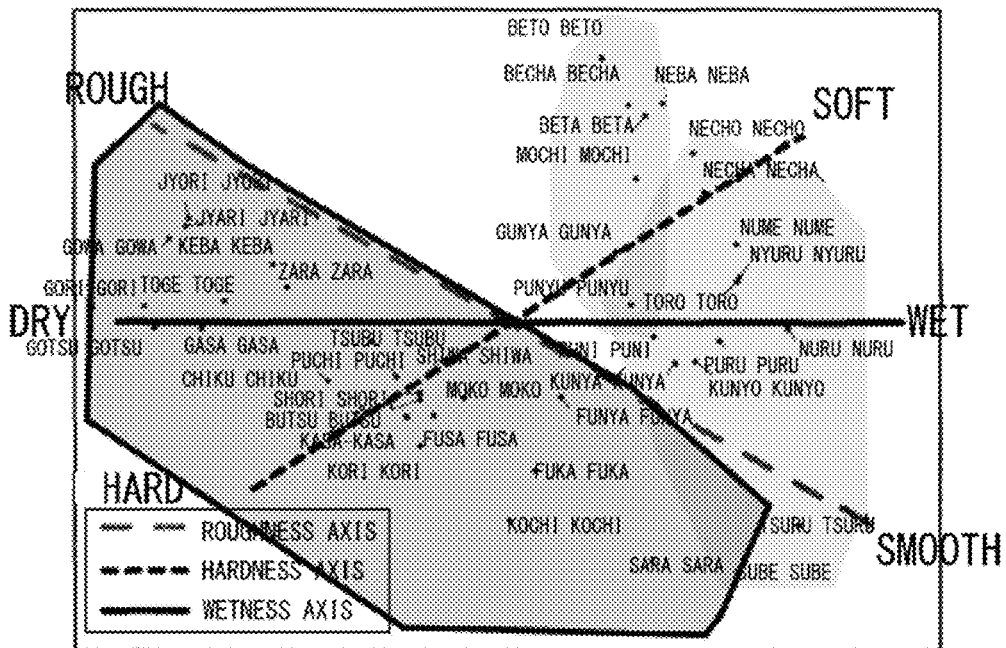 BETO BETO
BECHA BECHA NEBA NEBA
ROUGH
SOFT
BETA BETA
NECHO NECHO
MOCHI MOCHI
NECHA NECHA
JYORI JYORI
JYARI JYARI
NUME NUME
GUNYA GUNYA
GOWA GOWA KEBA KEBA
NYURU NYURU
ZARA ZARA
GORI GORI TOGE TOGE
PUNYU PUNYU
TORO TORO
DRY
WET
TSUBU TSUBU
GOTSU GOTSU
GASA GASA
PUNI PUNI
NURU NURU
PUCHI PUCHI SHIWA SHIWA
PURU PURU
CHIKU CHIKU
KUNYA KUNYA
MOKO MOKO
KUNYO KUNYO
SHORI SHORI
BUTSU BUTSU
FUNYA FUNYA
KASA KASA
FUSA FUSA
KORI KORI
FUKA FUKA
HARD
KOCHI KOCHI
TSURU TSURU
ROUGHNESS AXIS
SMOOTH
SARA SARA
SUBE SUBE
HARDNESS AXIS
WETNESS AXIS